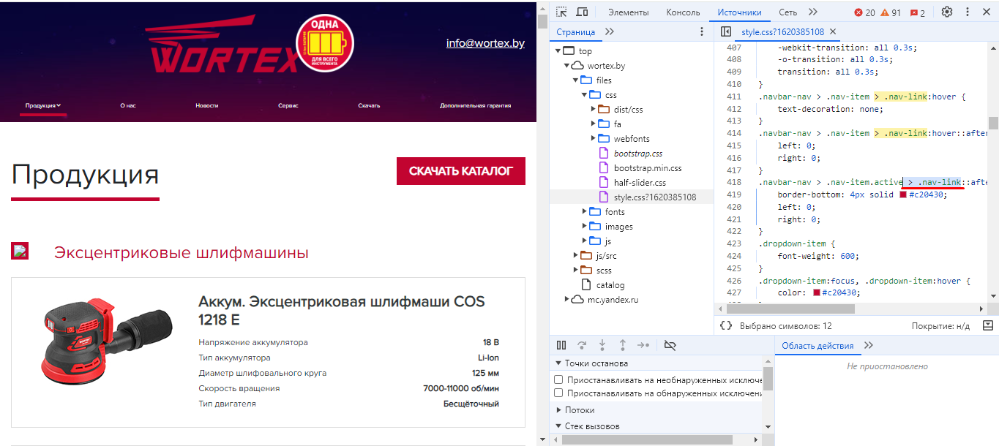 WORTEX
ОДНА
ДЛЯ ВСЕГО
ИНСТРУМЕНТА
info@wortex.by
Продукция
О нас
Новости
Сервис
Скачать
Дополнительная гарантия
Продукция
СКАЧАТЬ КАТАЛОГ
Эксцентриковые шлифмашины
Аккум. Эксцентриковая шлифмаши COS
1218 E
Напряжение аккумулятора 18 В
Тип аккумулятора Li-Ion
Диаметр шлифовального круга 125 мм
Скорость вращения 7000-11000 об/мин
Тип двигателя Бесщёточный
Элементы Консоль Источники Сеть 20 91 2
Страница
top
wortex.by
files
css
dist/css
fa
webfonts
bootstrap.css
bootstrap.min.css
half-slider.css
style.css?1620385108
fonts
images
js
js/src
scss
catalog
mc.yandex.ru
style.css?1620385108
407 -webkit-transition: all 0.3s;
408 -o-transition: all 0.3s;
409 transition: all 0.3s;
410 }
411 .navbar-nav > .nav-item > .nav-link:hover {
412 text-decoration: none;
413 }
414 .navbar-nav > .nav-item > .nav-link:hover::after
415 left: 0;
416 right: 0;
417 }
418 .navbar-nav > .nav-item.active > .nav-link::afte
419 border-bottom: 4px solid #c20430;
420 left: 0;
421 right: 0;
422 }
423 .dropdown-item {
424 font-weight: 600;
425 }
426 .dropdown-item:focus, .dropdown-item:hover {
427 color: #c20430;
{} Выбрано символов: 12 Покрытие: н/д
Точки останова
Приостанавливать на необнаруженных исключе
Приостанавливать на обнаруженных исключени
Потоки
Стек вызовов
Область действия
Не приостановлено